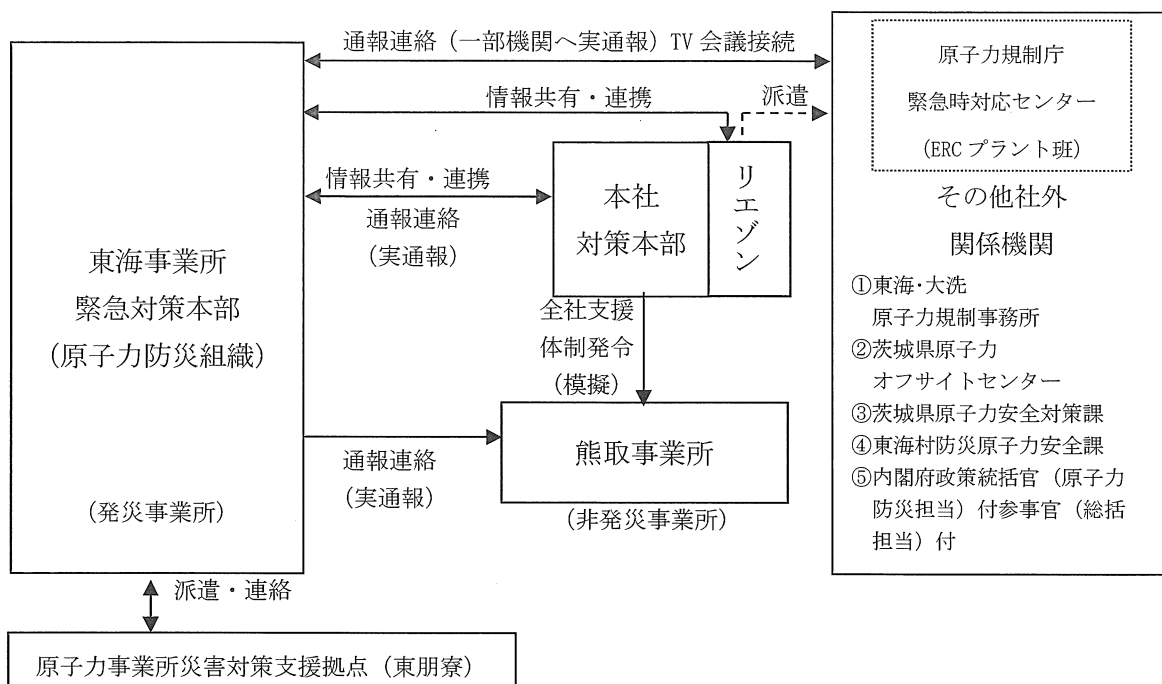 通報連絡（一部機関へ実通報）TV 会議接続
情報共有・連携
派遣
原子力規制庁
緊急時対応センター
(ERC プラント班)
情報共有・連携
通報連絡
(実通報)
本社
対策本部
リエゾン
その他社外
関係機関
東海事業所
緊急対策本部
(原子力防災組織)
(発災事業所)
全社支援
体制発令
(模擬)
①東海･大洗
原子力規制事務所
②茨城県原子力
オフサイトセンター
③茨城県原子力安全対策課
④東海村防災原子力安全課
⑤内閣府政策統括官（原子力
防災担当）付参事官（総括
担当）付
通報連絡
(実通報)
熊取事業所
(非発災事業所)
派遣・連絡
原子力事業所災害対策支援拠点（東朋寮）